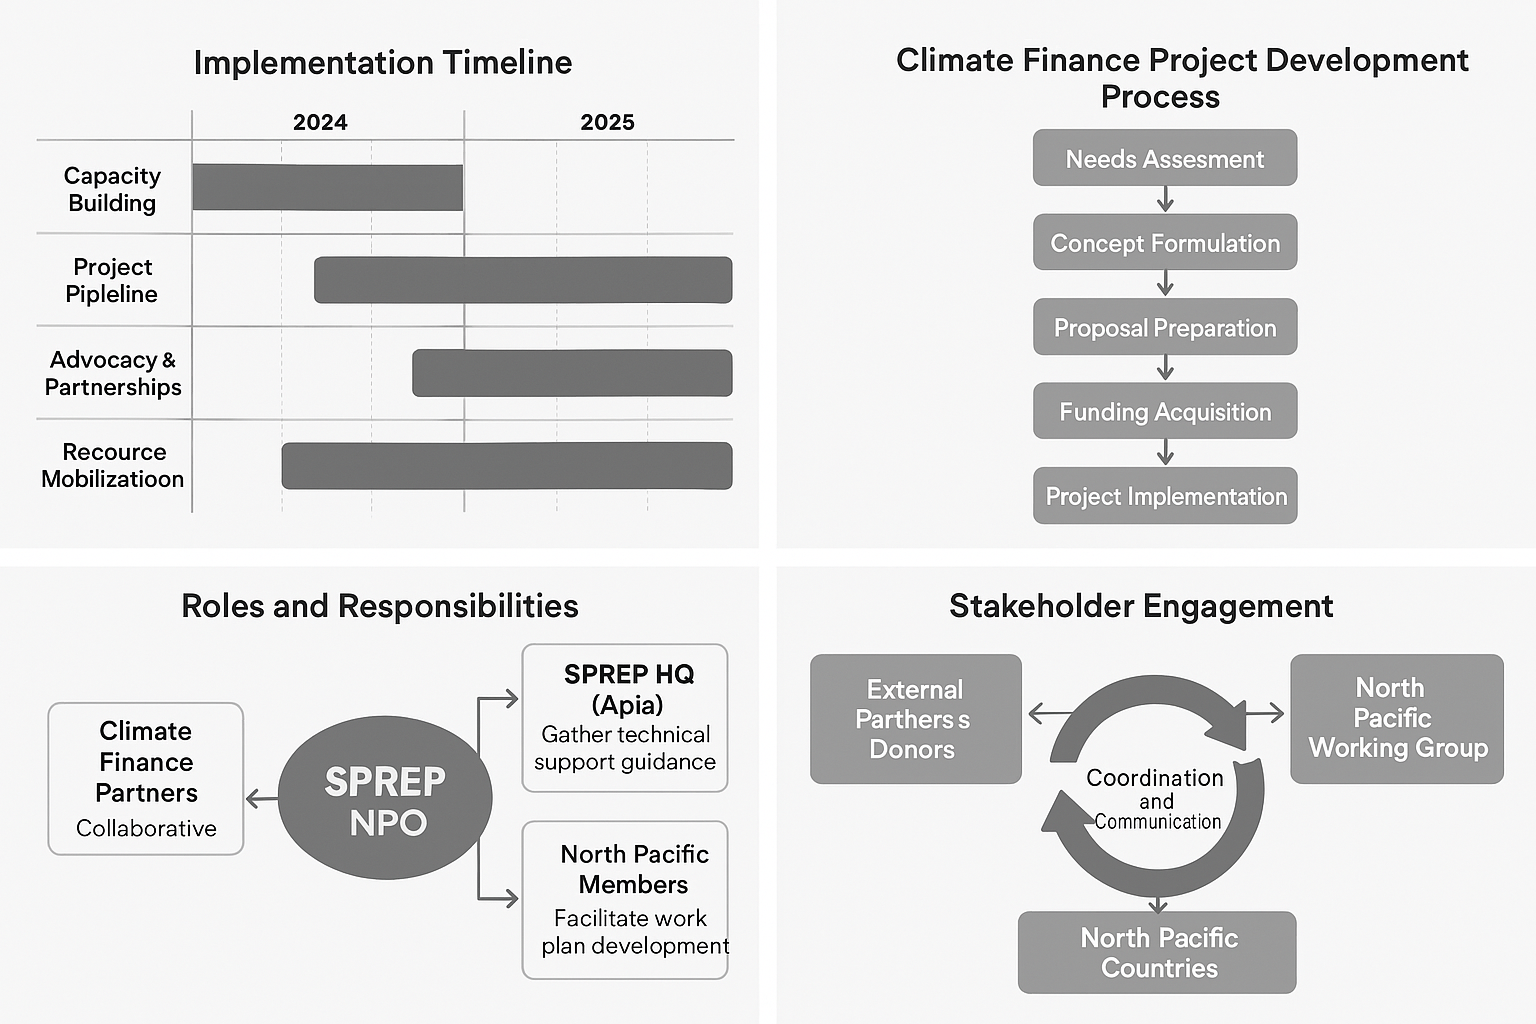 Implementation Timeline
2024
2025
Capacity
Building
Project
Pipleline
Advocacy &
Partnerships
Recource
Mobilizatioon
Climate Finance Project Development
Process
Needs Assesment
Concept Formulation
Proposal Preparation
Funding Acquisition
Project Implementation
Roles and Responsibilities
Climate
Finance
Partners
Collaborative
SPREP
NPO
SPREP HQ
(Apia)
Gather technical
support guidance
North Pacific
Members
Facilitate work
plan development
Stakeholder Engagement
External
Parthers s
Donors
Coordination
and
Communication
North
Pacific
Working Group
North Pacific
Countries